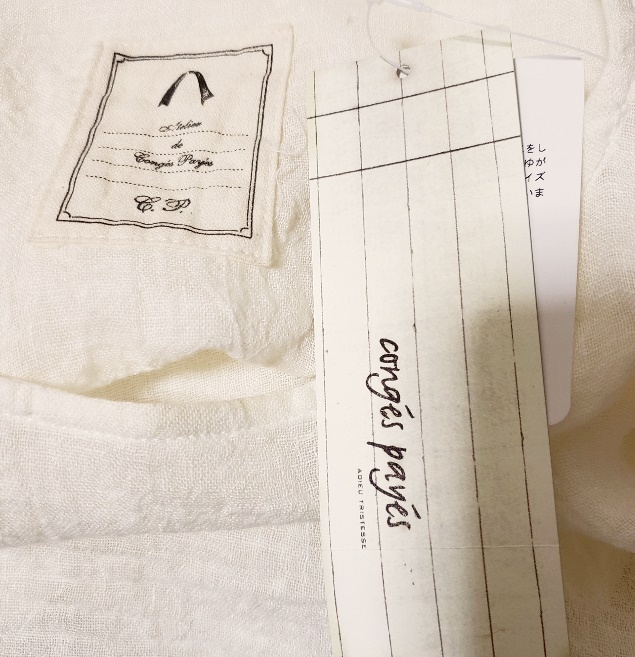 Atelier
de
Congés Payés
C. P.
congés payés
ADIEU TRISTESSE
をし
ゆが
イズ
いま